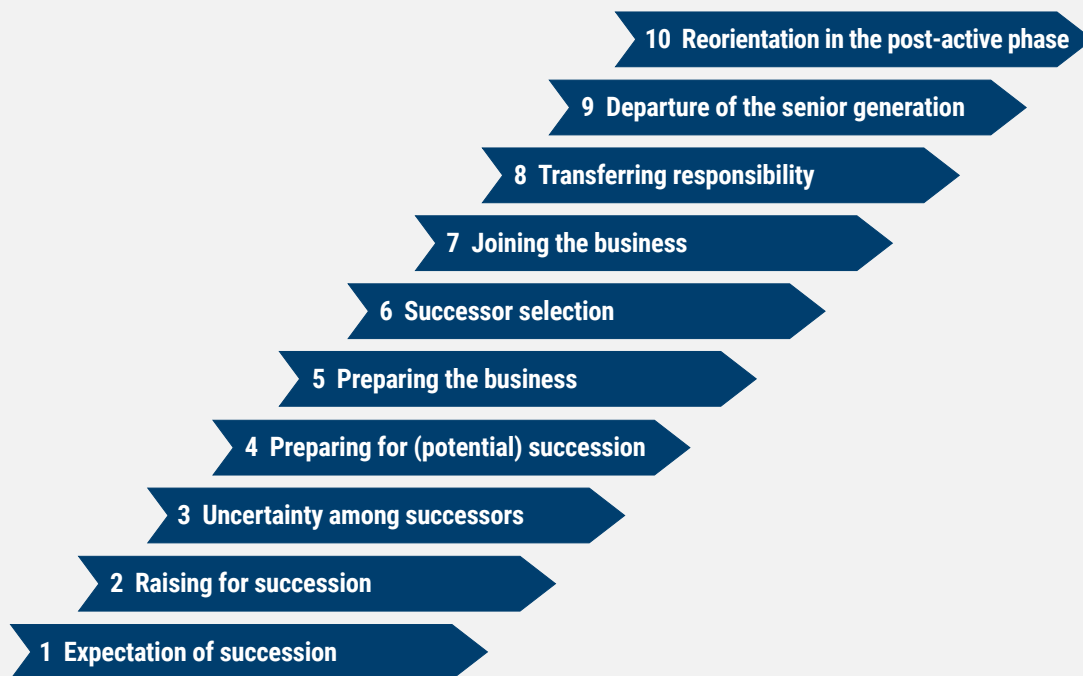 10 Reorientation in the post-active phase
9 Departure of the senior generation
8 Transferring responsibility
7 Joining the business
6 Successor selection
5 Preparing the business
4 Preparing for (potential) succession
3 Uncertainty among successors
2 Raising for succession
1 Expectation of succession